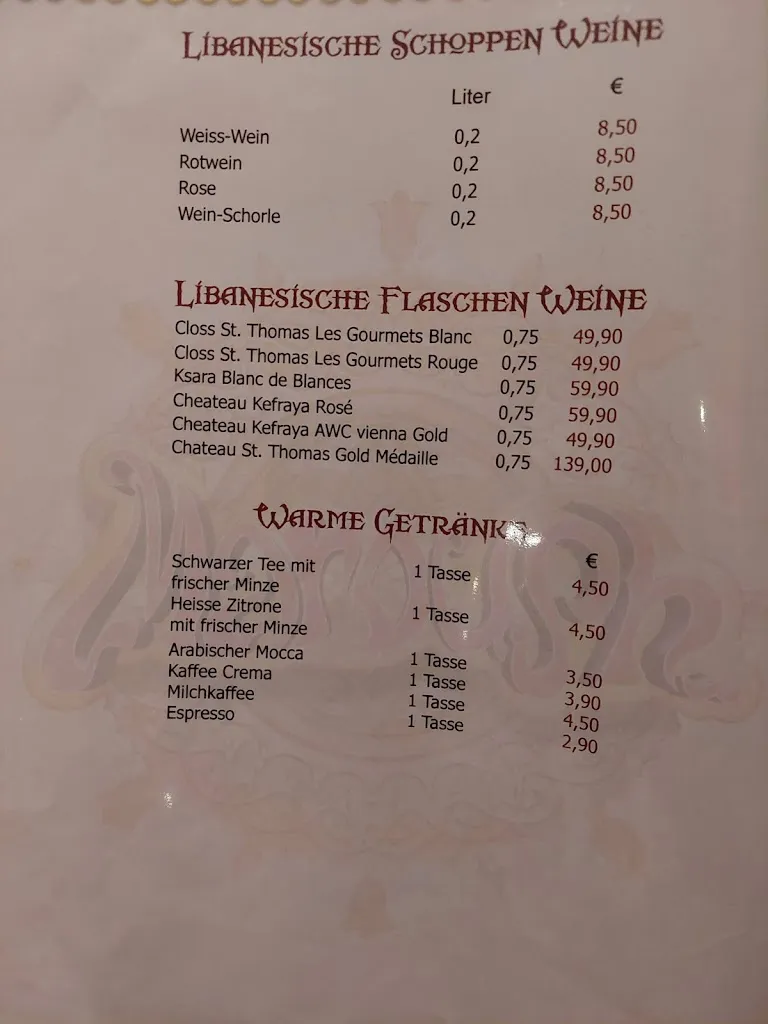 Libanesische Schoppen Weine
Liter €
Weiss-Wein 0,2 8,50
Rotwein 0,2 8,50
Rose 0,2 8,50
Wein-Schorle 0,2 8,50
Libanesische Flaschen Weine
Closs St. Thomas Les Gourmets Blanc 0,75 49,90
Closs St. Thomas Les Gourmets Rouge 0,75 49,90
Ksara Blanc de Blances 0,75 59,90
Cheateau Kefraya Rosé 0,75 59,90
Cheateau Kefraya AWC vienna Gold 0,75 49,90
Chateau St. Thomas Gold Médaille 0,75 139,00
Warme Getränke
€
Schwarzer Tee mit
frischer Minze 1 Tasse 4,50
Heisse Zitrone
mit frischer Minze 1 Tasse 4,50
Arabischer Mocca 1 Tasse 3,50
Kaffee Crema 1 Tasse 3,90
Milchkaffee 1 Tasse 4,50
Espresso 1 Tasse 2,90